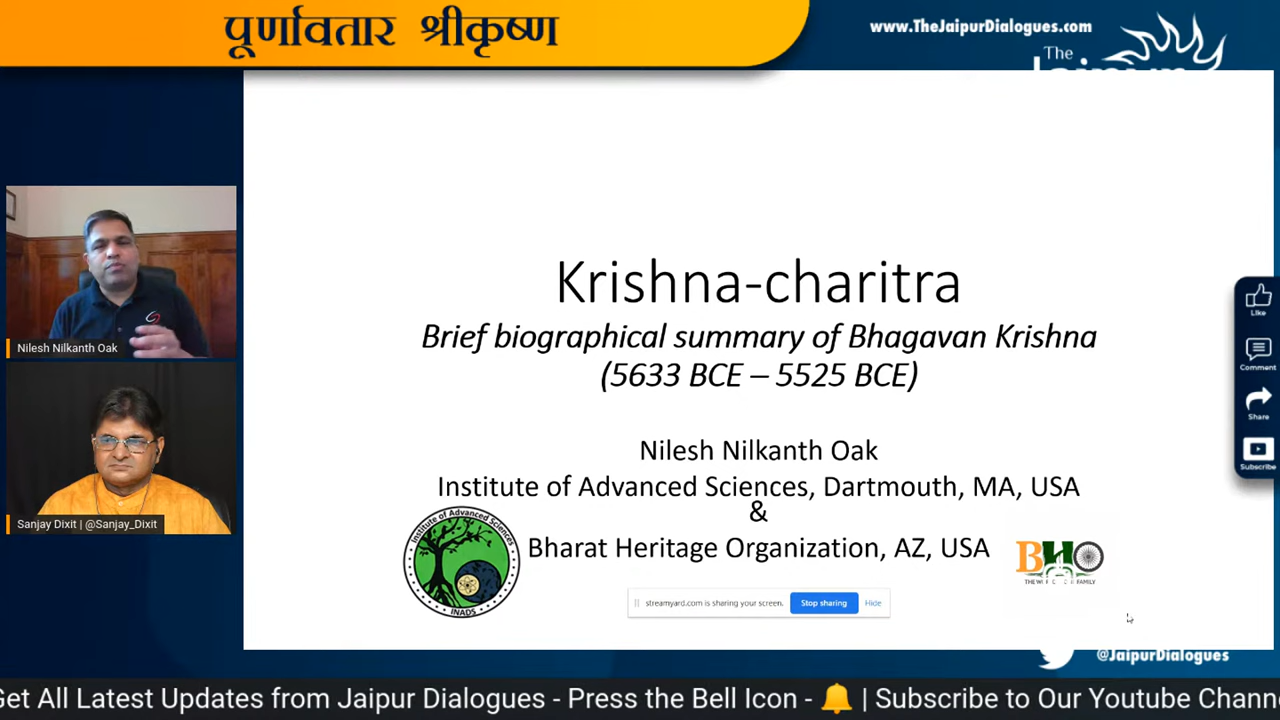 पूर्णावतार श्रीकृष्ण
www.TheJaipurDialogues.com
The
Jaipur
Krishna-charitra
Brief biographical summary of Bhagavan Krishna
(5633 BCE – 5525 BCE)
Nilesh Nilkanth Oak
Institute of Advanced Sciences, Dartmouth, MA, USA
&
Bharat Heritage Organization, AZ, USA
Institute of Advanced Sciences
INADS
BHO
streamyard.com is sharing your screen.
Stop sharing
Hide
Nilesh Nilkanth Oak
Sanjay Dixit | @Sanjay_Dixit
Like
Comment
Share
Subscribe
@JaipurDialogues
Get All Latest Updates from Jaipur Dialogues - Press the Bell Icon - 🔔 | Subscribe to Our Youtube Chann